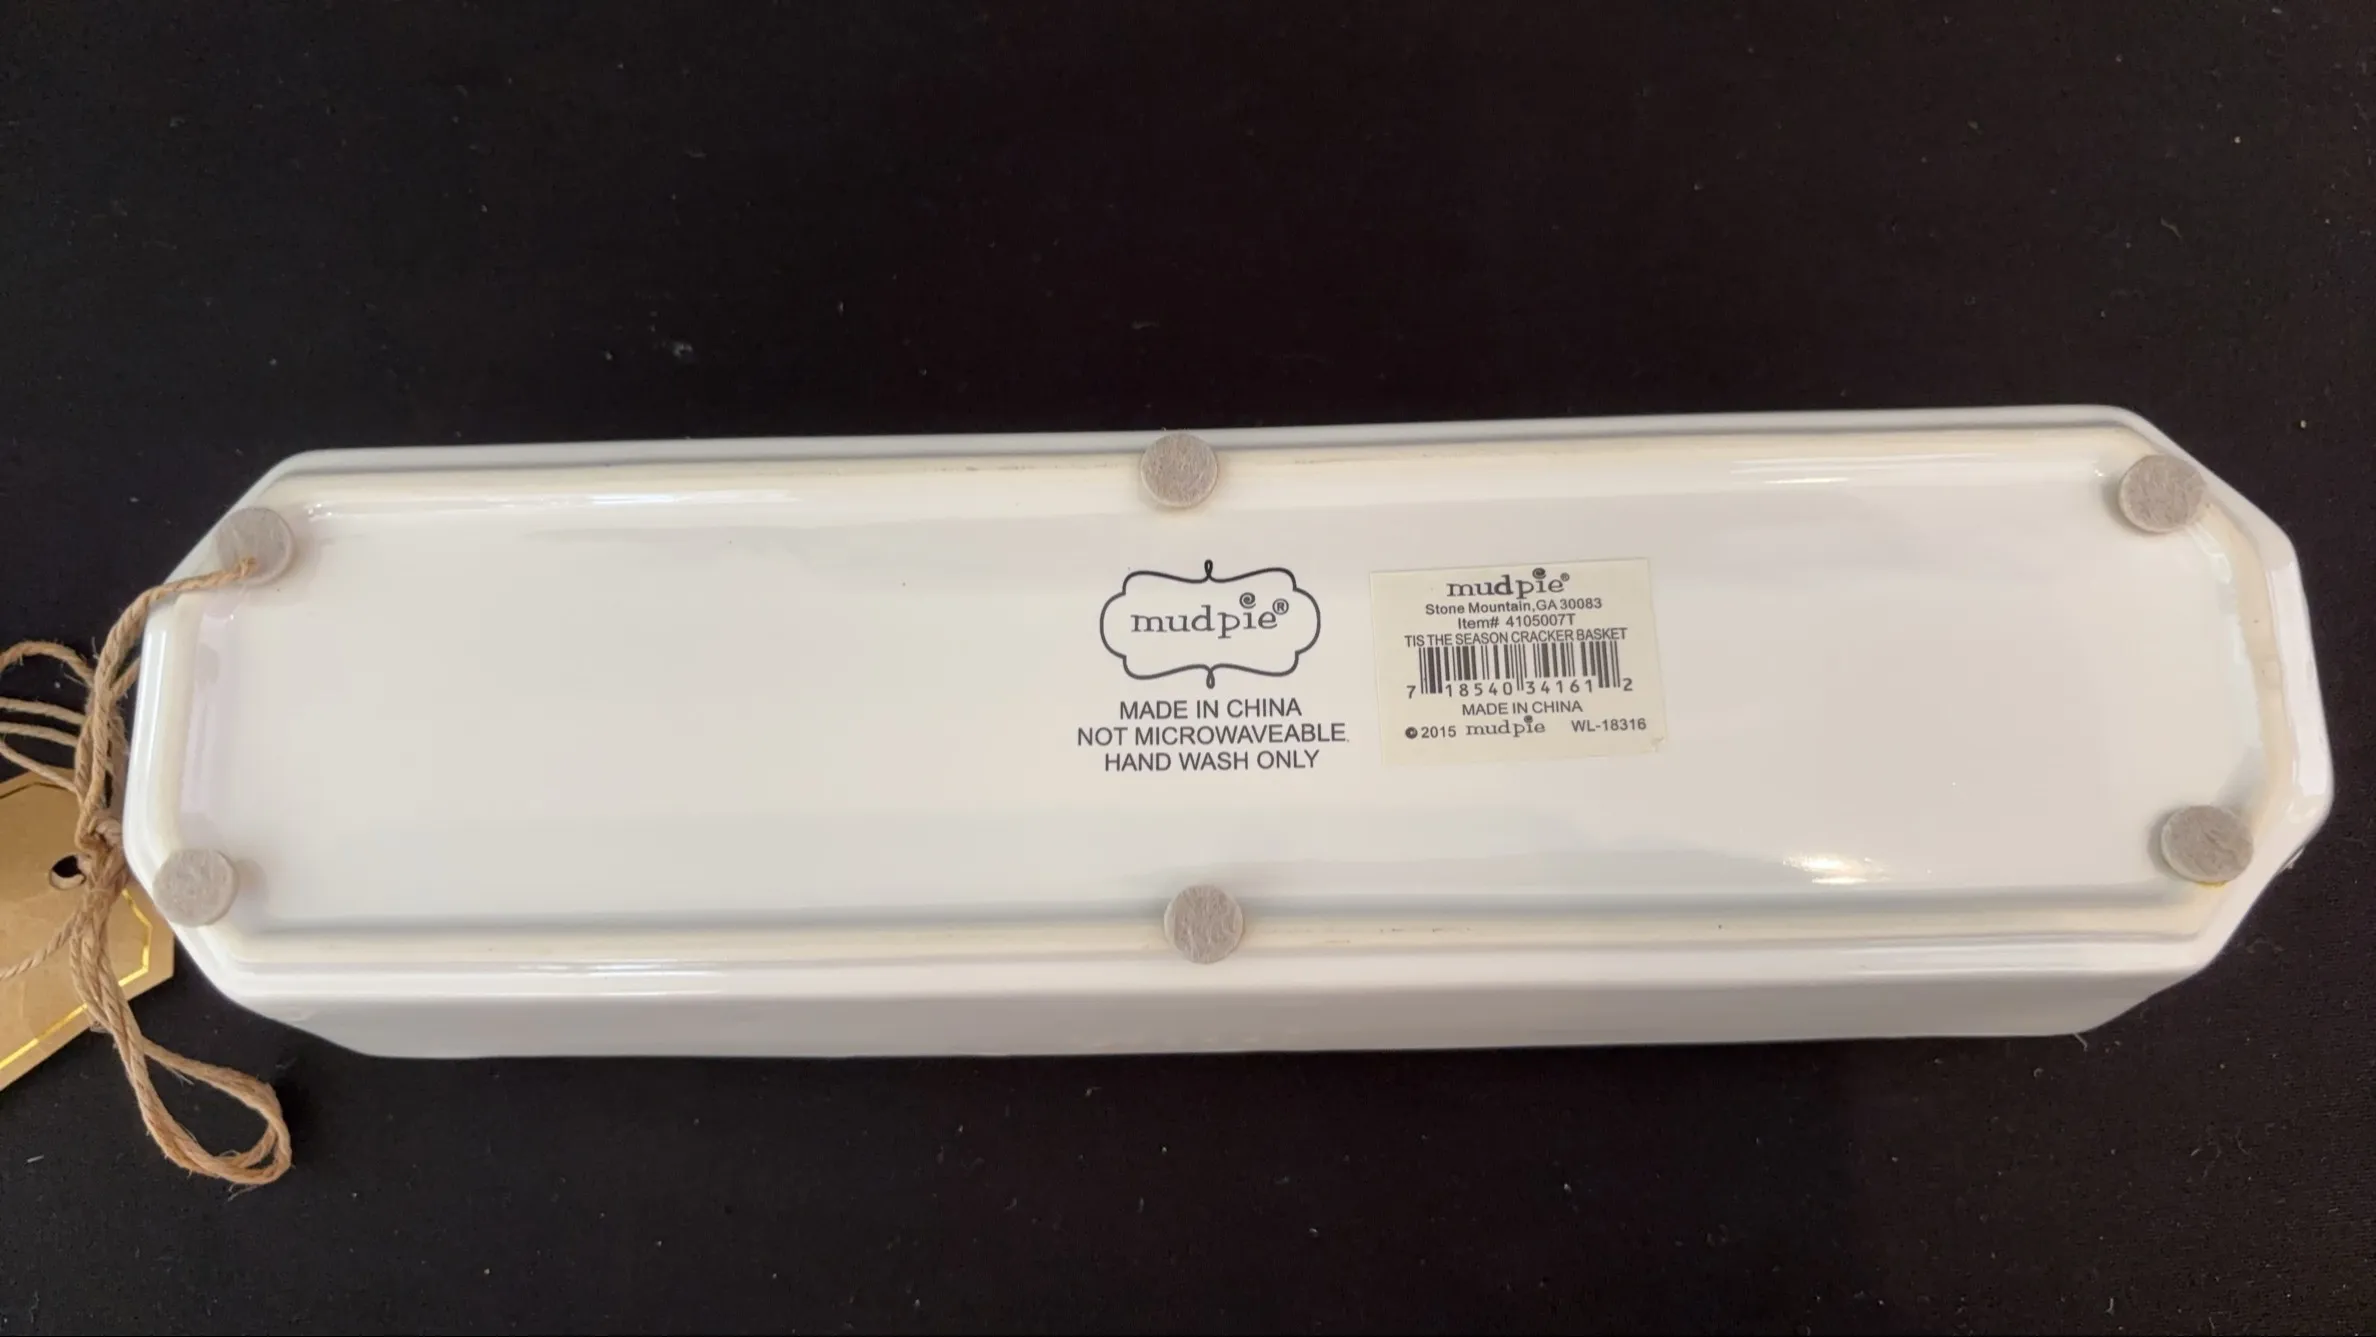 mudpie®
MADE IN CHINA
NOT MICROWAVEABLE.
HAND WASH ONLY
mudpie®
Stone Mountain,GA 30083
Item# 4105007T
TIS THE SEASON CRACKER BASKET
7 18540 34161 2
MADE IN CHINA
©2015 mudpie WL-18316